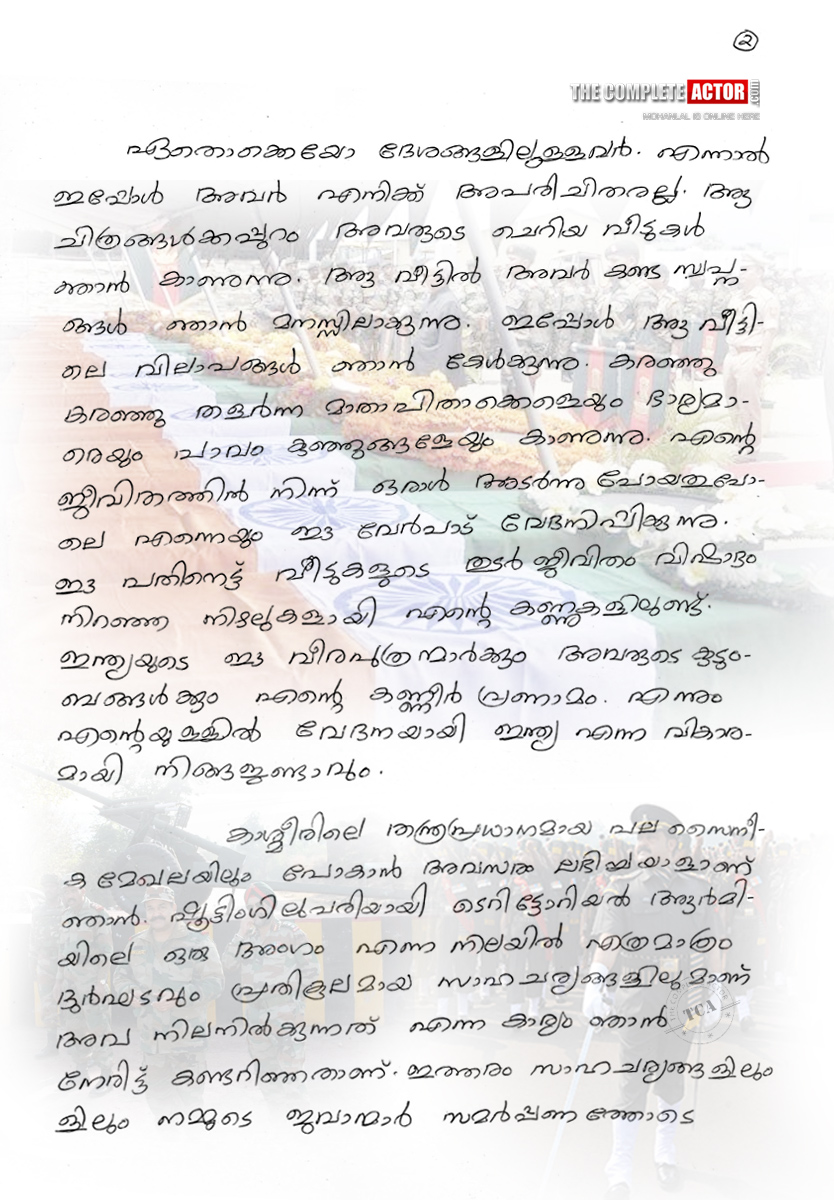 ൨
THE COMPLETE ACTOR .COM
MOHANLAL IS ONLINE HERE
ഏതൊക്കെയോ ദേശങ്ങളിലുള്ളവർ. എന്നാൽ
ഇപ്പോൾ അവർ എനിക്ക് അപരിചിതരല്ല. ആ
ചിത്രങ്ങൾക്കപ്പുറം അവരുടെ ചെറിയ വീടുകൾ
ഞാൻ കാണുന്നു. ആ വീട്ടിൽ അവർ കണ്ട സ്വപ്ന-
ങ്ങൾ ഞാൻ മനസ്സിലാക്കുന്നു. ഇപ്പോൾ ആ വീട്ടി-
ലെ വിലാപങ്ങൾ ഞാൻ കേൾക്കുന്നു. കരഞ്ഞു
കരഞ്ഞു തളർന്ന മാതാപിതാക്കളെയും ഭാര്യമാ-
രെയും പാവം കുഞ്ഞുങ്ങളേയും കാണുന്നു. എന്റെ
ജീവിതത്തിൽ നിന്ന് ഒരാൾ അടർന്നു പോയതുപോ-
ലെ എന്നെയും ഈ വേർപാട് വേദനിപ്പിക്കുന്നു.
ഈ പതിനെട്ട് വീടുകളുടെ തുടർ ജീവിതം വിഷാദം
നിറഞ്ഞ നിഴലുകളായി എന്റെ കണ്ണുകളിലുണ്ട്.
ഇന്ത്യയുടെ ഈ വീരപുത്രന്മാർക്കും അവരുടെ കുടും-
ബങ്ങൾക്കും എന്റെ കണ്ണീർ പ്രണാമം. എന്നും
എന്റെയുള്ളിൽ വേദനയായി ഇന്ത്യ എന്ന വികാര-
മായി നിങ്ങളുണ്ടാവും.
കാശ്മീരിലെ തന്ത്രപ്രധാനമായ പല സൈനീ-
ക മേഖലയിലും പോകാൻ അവസരം ലഭിച്ചയാളാണ്
ഞാൻ. ഷൂട്ടിംഗിലുപരിയായി ടെറിട്ടോറിയൽ ആർമി-
യിലെ ഒരു അംഗം എന്ന നിലയിൽ എത്രമാത്രം
ദുർഘടവും പ്രതികൂലമായ സാഹചര്യങ്ങളിലുമാണ്
അവ നിലനിൽക്കുന്നത് എന്ന കാര്യം ഞാൻ
നേരിട്ട് കണ്ടറിഞ്ഞതാണ്. ഇത്തരം സാഹചര്യങ്ങളിലും
ളിലും നമ്മുടെ ജവാന്മാർ സമർപ്പണത്തോടെ
TCA